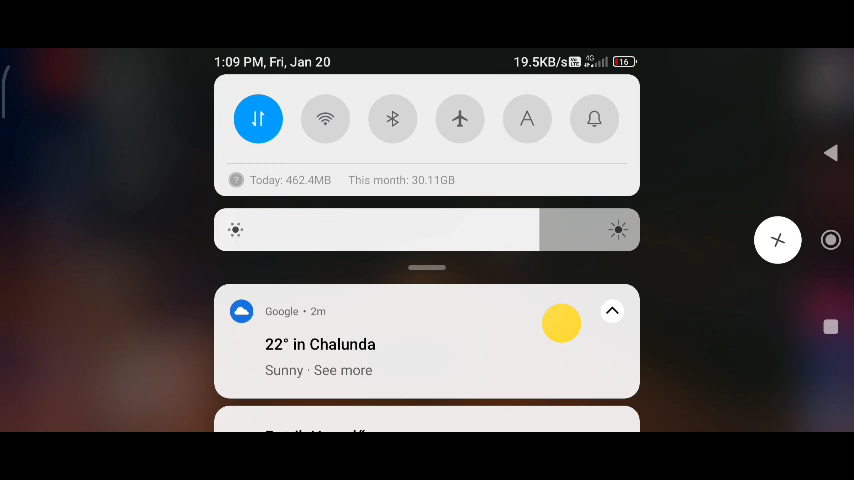 1:09 PM, Fri, Jan 20
19.5KB/s 4G 16
Today: 462.4MB This month: 30.11GB
Google • 2m
22° in Chalunda
Sunny · See more